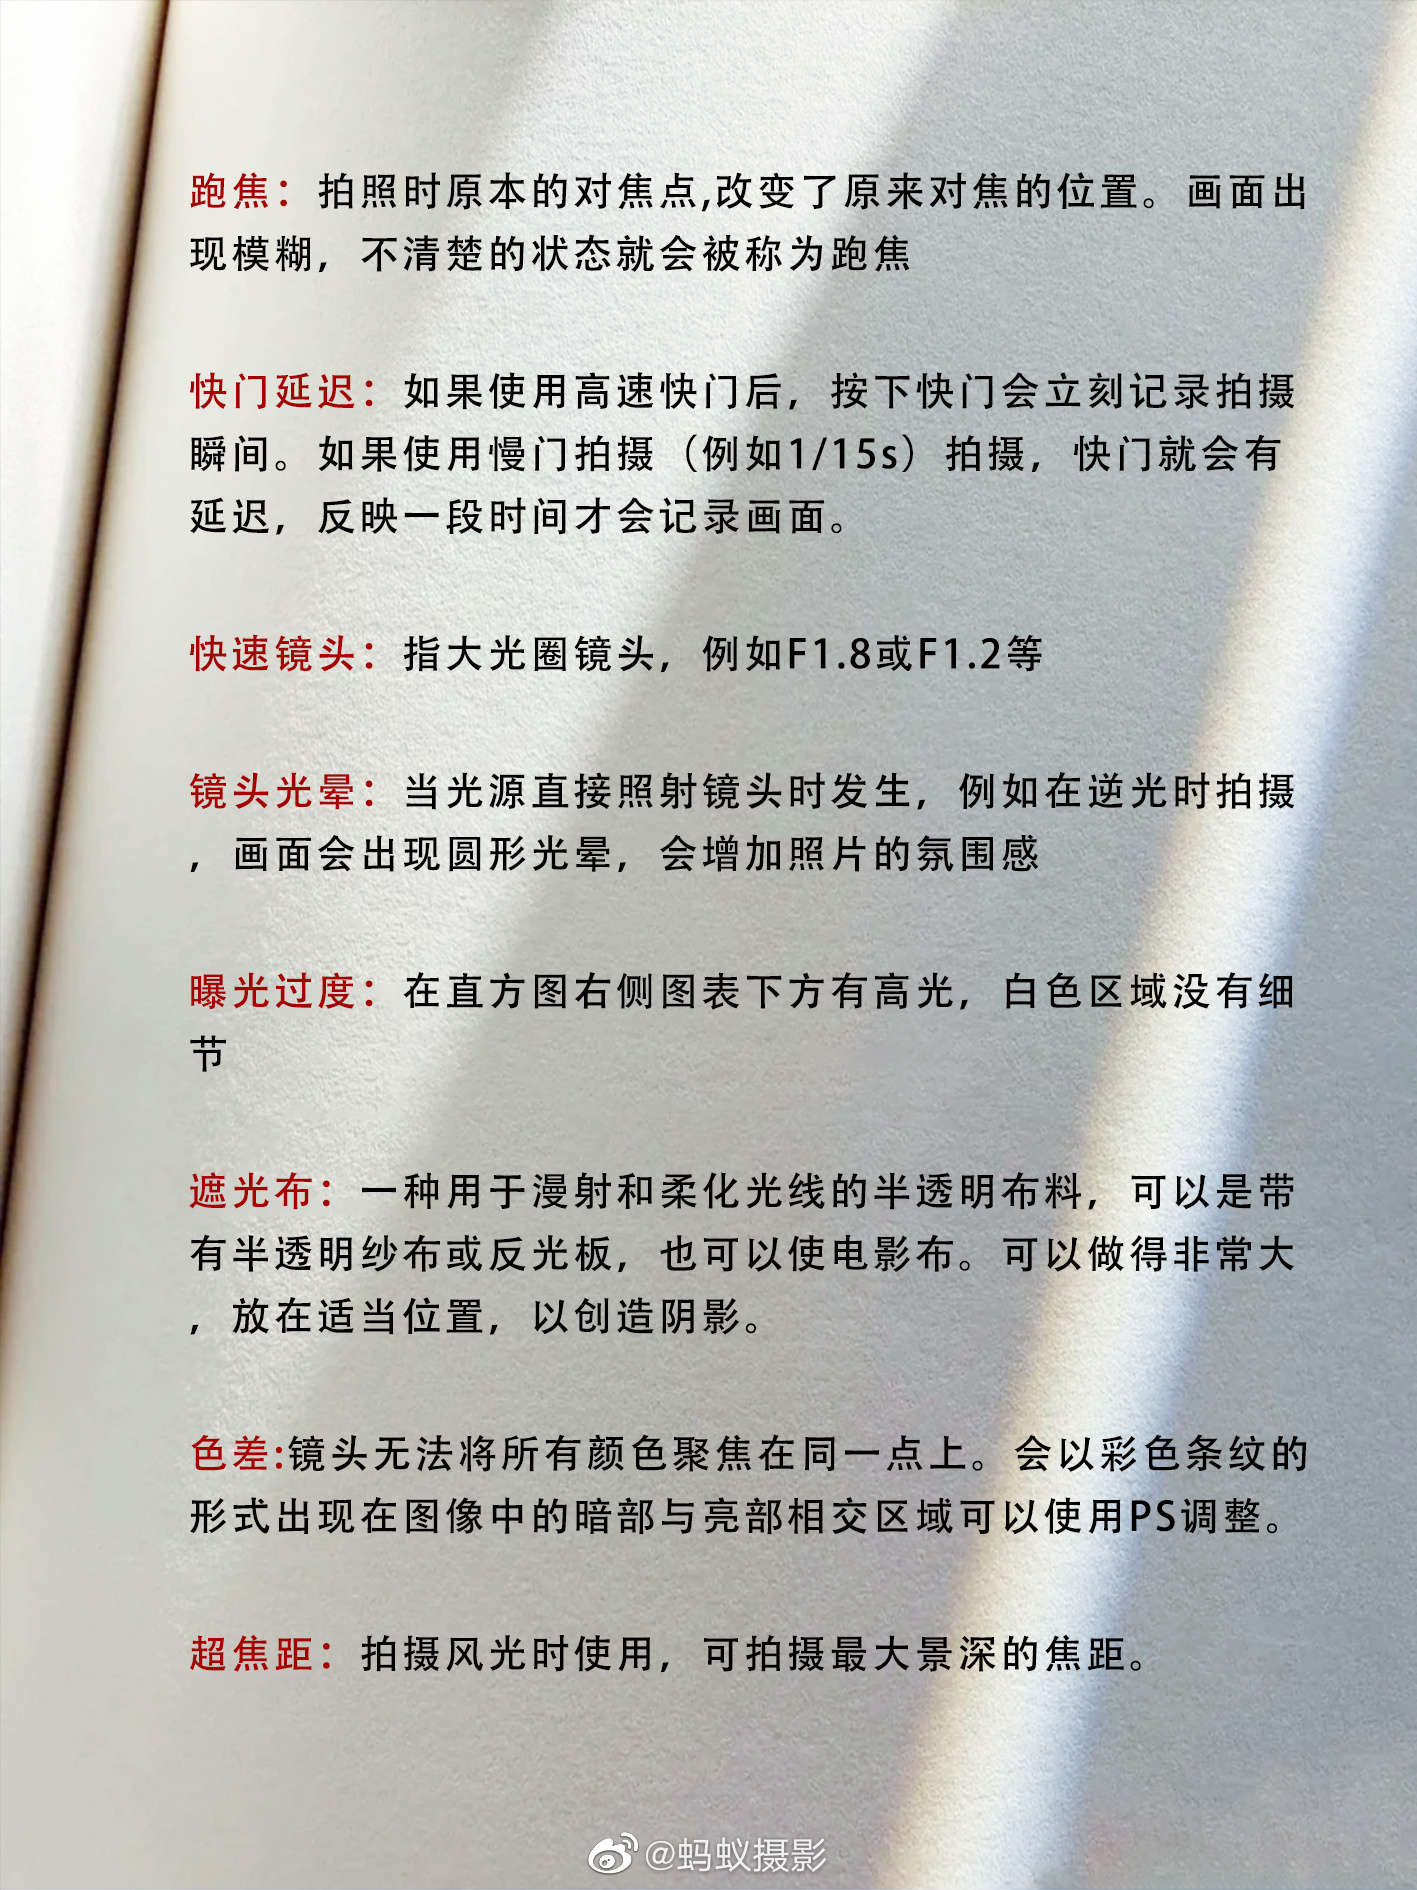 跑焦：拍照时原本的对焦点,改变了原来对焦的位置。画面出
现模糊，不清楚的状态就会被称为跑焦
快门延迟：如果使用高速快门后，按下快门会立刻记录拍摄
瞬间。如果使用慢门拍摄（例如1/15s）拍摄，快门就会有
延迟，反映一段时间才会记录画面。
快速镜头：指大光圈镜头，例如F1.8或F1.2等
镜头光晕：当光源直接照射镜头时发生，例如在逆光时拍摄
，画面会出现圆形光晕，会增加照片的氛围感
曝光过度：在直方图右侧图表下方有高光，白色区域没有细
节
遮光布：一种用于漫射和柔化光线的半透明布料，可以是带
有半透明纱布或反光板，也可以使电影布。可以做得非常大
，放在适当位置，以创造阴影。
色差:镜头无法将所有颜色聚焦在同一点上。会以彩色条纹的
形式出现在图像中的暗部与亮部相交区域可以使用PS调整。
超焦距：拍摄风光时使用，可拍摄最大景深的焦距。
@蚂蚁摄影